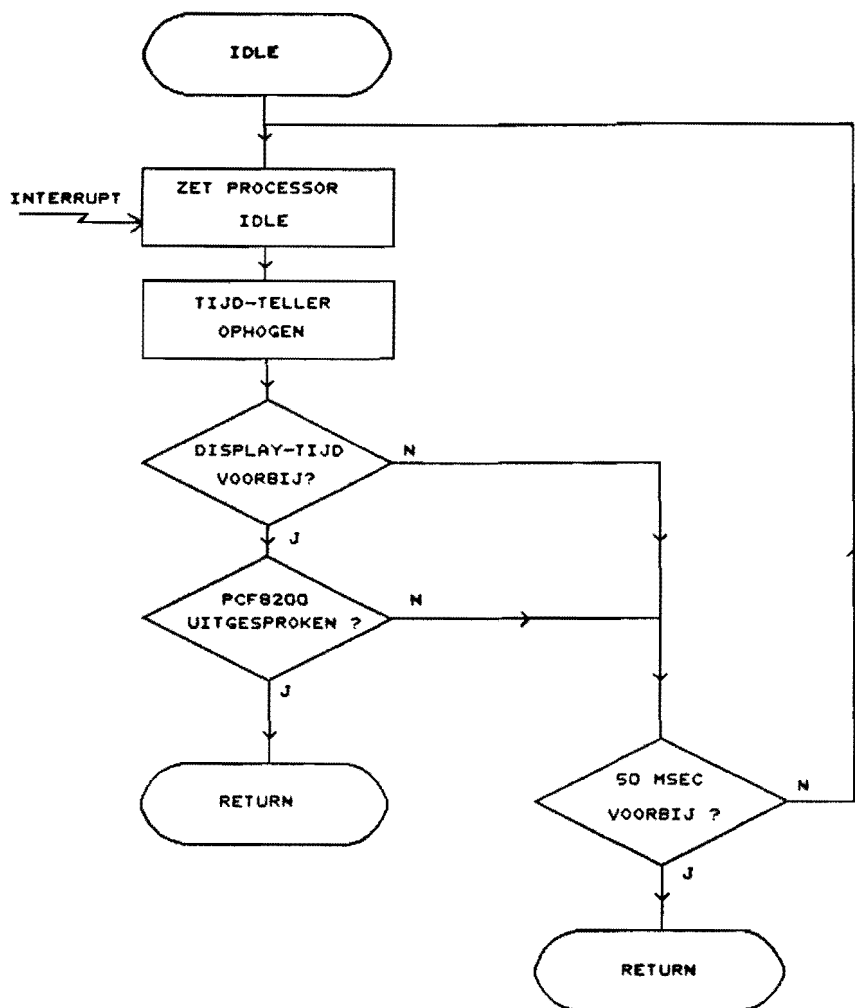 IDLE
INTERRUPT
ZET PROCESSOR
IDLE
TIJD-TELLER
OPHOGEN
DISPLAY-TIJD
VOORBIJ?
N
J
PCF8200
UITGESPROKEN ?
N
J
RETURN
50 MSEC
VOORBIJ ?
N
J
RETURN